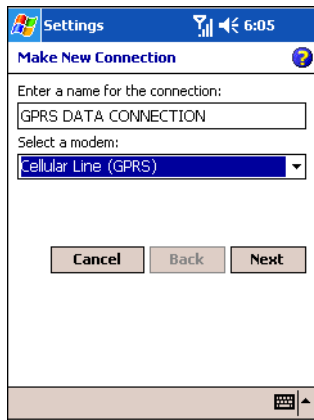 Settings 6:05
Make New Connection ?
Enter a name for the connection:
GPRS DATA CONNECTION
Select a modem:
Cellular Line (GPRS)
Cancel Back Next